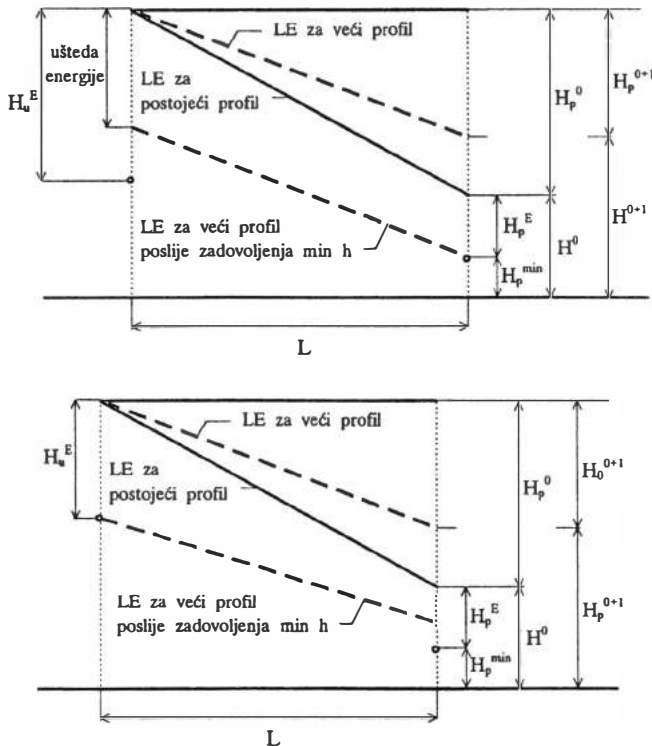 LE za veći profil
ušteda
energije
H_u^E
LE za
postojeći profil
H_p^0
H_p^{0+1}
LE za veći profil
poslije zadovoljenja min h
H_p^E
H_p^{min}
H^0
H^{0+1}
L
LE za veći profil
H_u^E
LE za
postojeći profil
H_p^0
H_0^{0+1}
LE za veći profil
poslije zadovoljenja min h
H_p^E
H_p^{min}
H^0
H_p^{0+1}
L